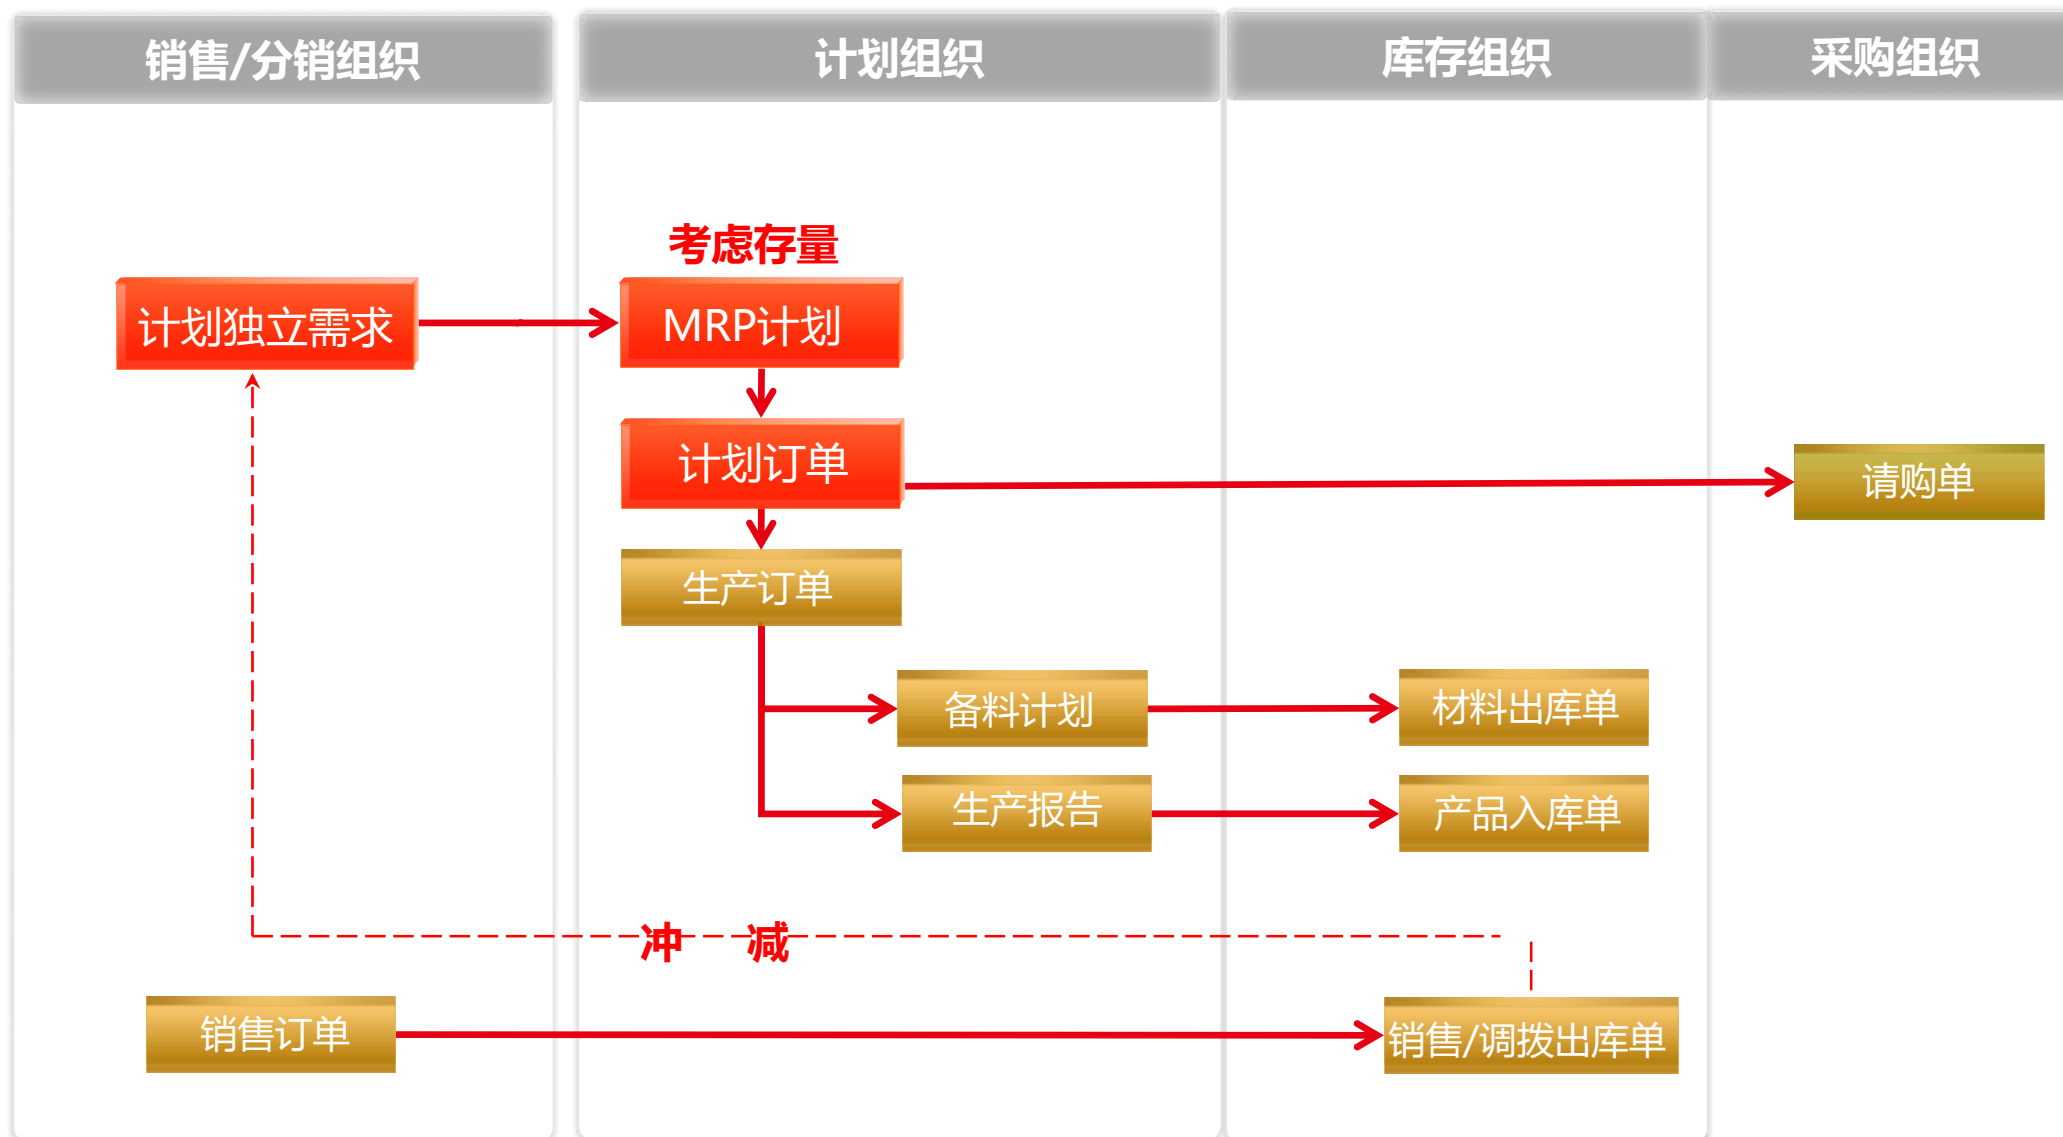 销售/分销组织
计划组织
库存组织
采购组织
考虑存量
计划独立需求
MRP计划
计划订单
请购单
生产订单
备料计划
材料出库单
生产报告
产品入库单
冲 减
销售订单
销售/调拨出库单